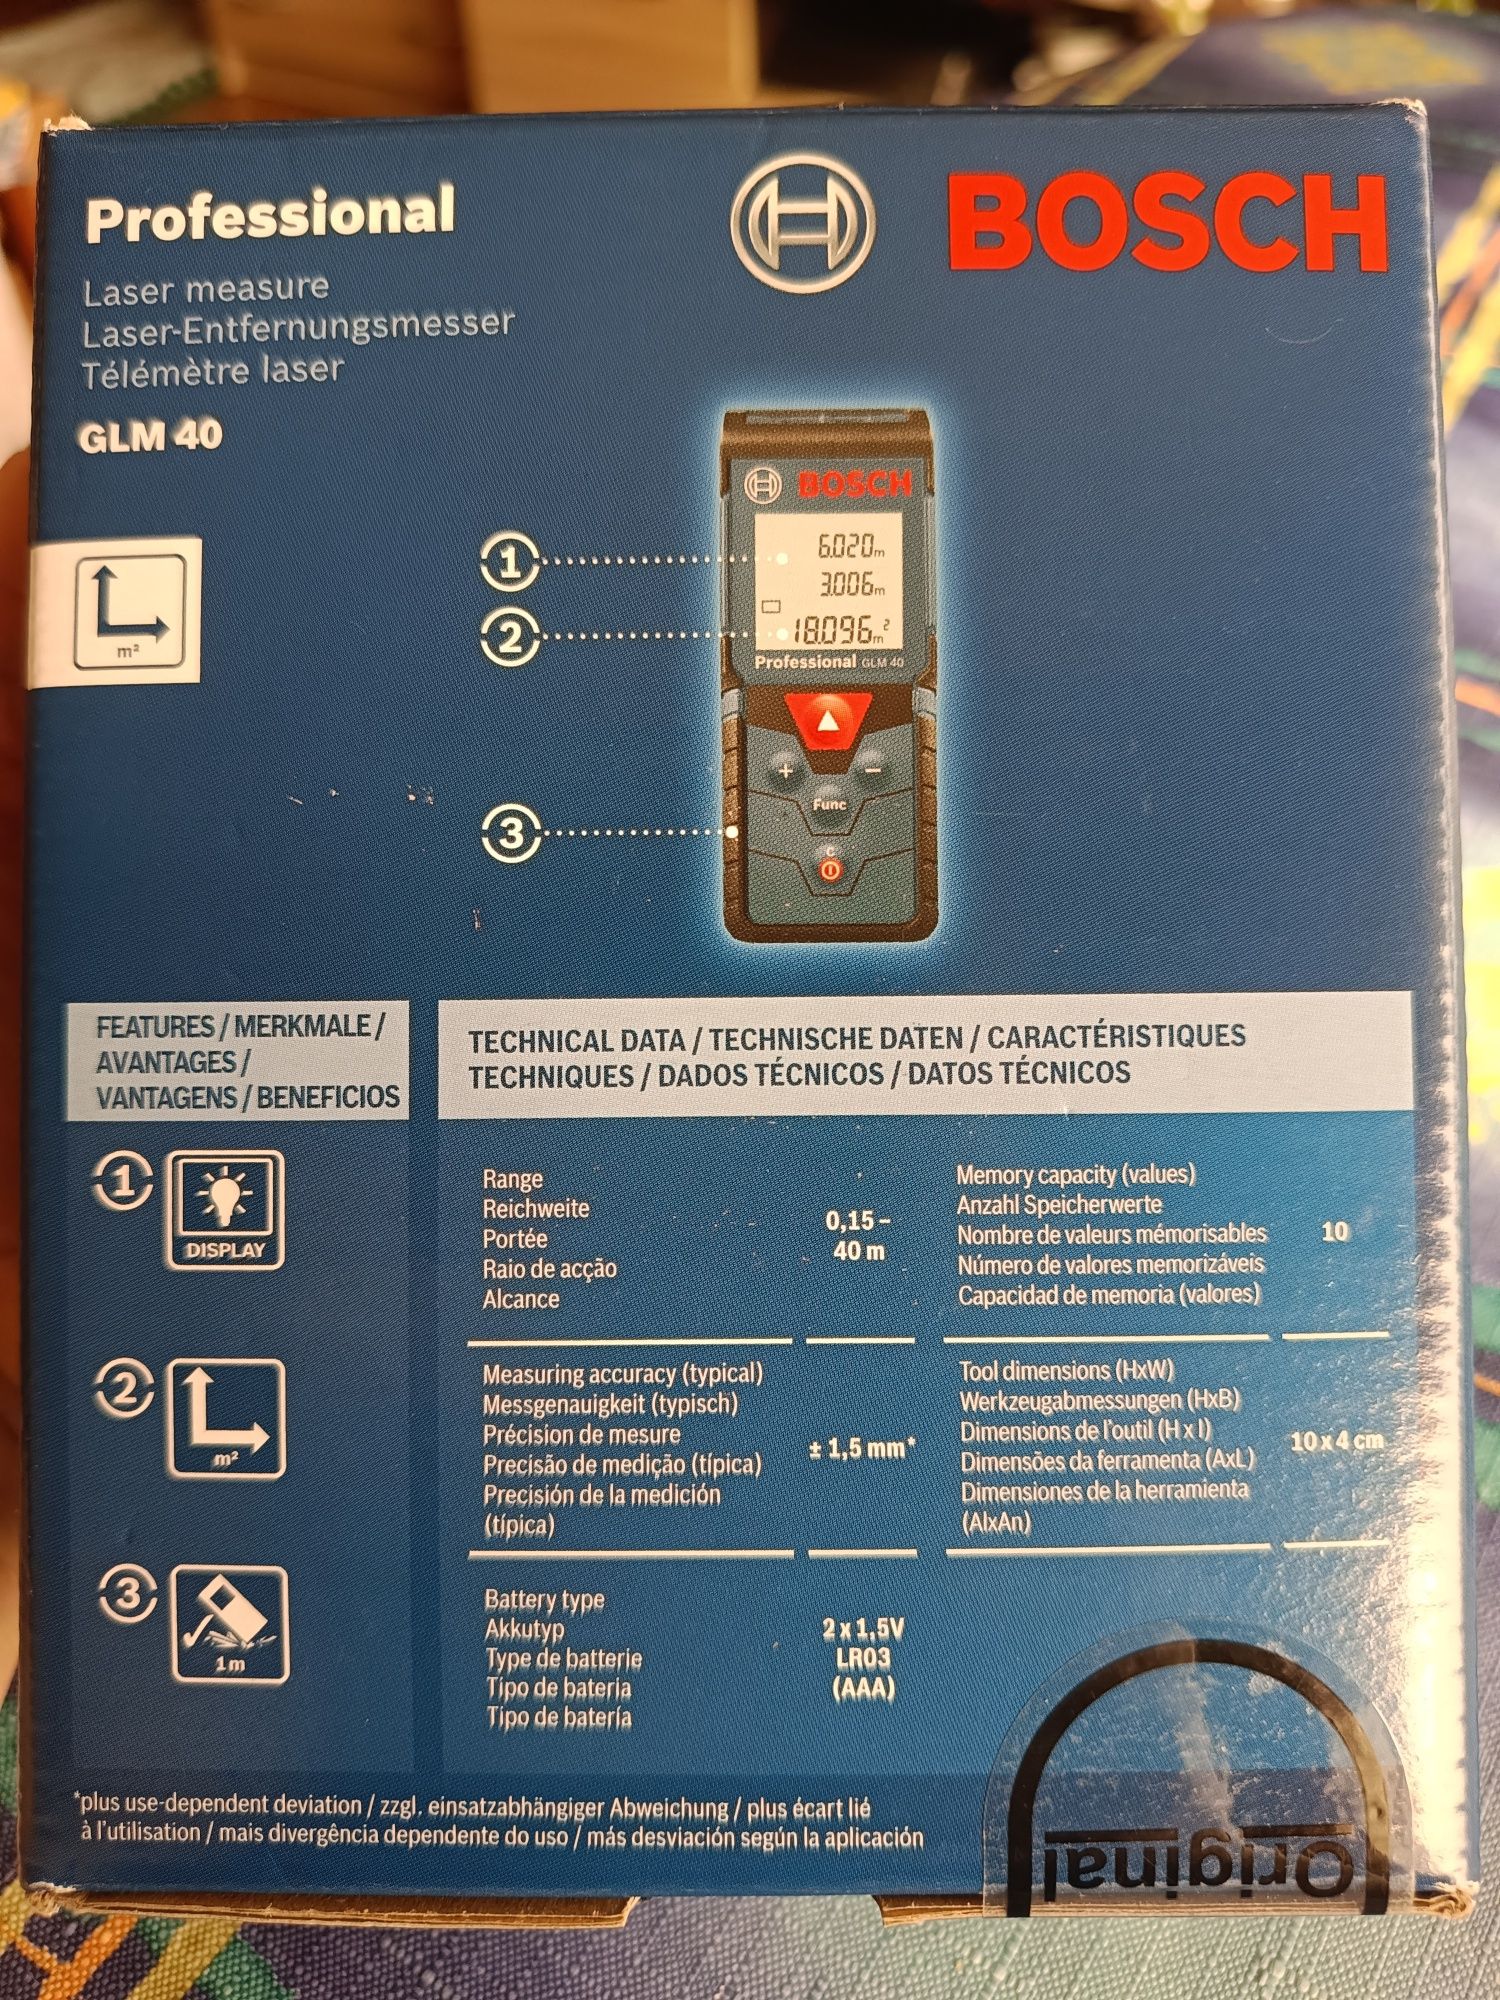 Professional
BOSCH
Laser measure
Laser-Entfernungsmesser
Télémètre laser
GLM 40
m²
1
2
3
BOSCH
6.020m
3.006m
18.096m²
Professional GLM 40
+
−
Func
C
FEATURES / MERKMALE /
AVANTAGES /
VANTAGENS / BENEFICIOS
1
DISPLAY
2
m²
3
1m
TECHNICAL DATA / TECHNISCHE DATEN / CARACTÉRISTIQUES
TECHNIQUES / DADOS TÉCNICOS / DATOS TÉCNICOS
Range
Reichweite
Portée
Raio de acção
Alcance
0,15 –
40 m
Memory capacity (values)
Anzahl Speicherwerte
Nombre de valeurs mémorisables
Número de valores memorizáveis
Capacidad de memoria (valores)
10
Measuring accuracy (typical)
Messgenauigkeit (typisch)
Précision de mesure
Precisão de medição (típica)
Precisión de la medición
(típica)
± 1,5 mm*
Tool dimensions (HxW)
Werkzeugabmessungen (HxB)
Dimensions de l'outil (H x l)
Dimensões da ferramenta (AxL)
Dimensiones de la herramienta
(AlxAn)
10 x 4 cm
Battery type
Akkutyp
Type de batterie
Tipo de bateria
Tipo de batería
2 x 1,5V
LR03
(AAA)
*plus use-dependent deviation / zzgl. einsatzabhängiger Abweichung / plus écart lié
à l'utilisation / mais divergência dependente do uso / más desviación según la aplicación
Original